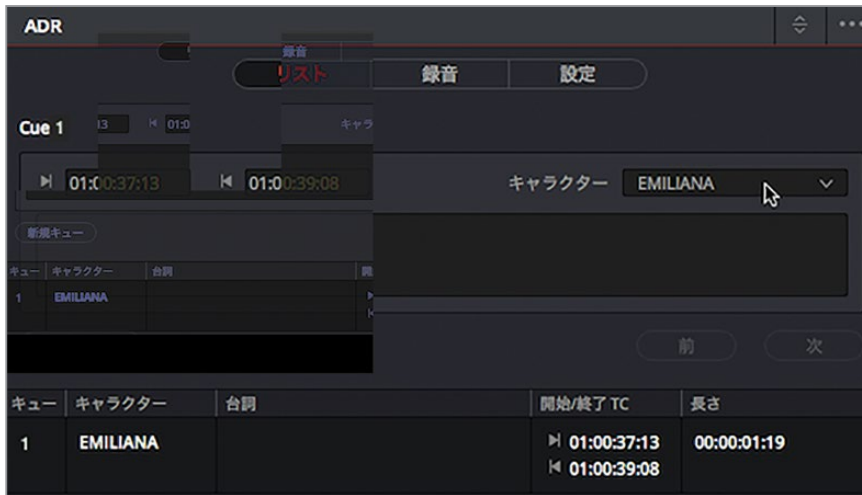 ADR
録音
リスト 録音 設定
Cue 1
13 01:0 キャラ
01:00:37:13 01:00:39:08 キャラクター EMILIANA
新規キュー
キュー キャラクター 台詞
1 EMILIANA
前 次
キュー キャラクター 台詞 開始/終了 TC 長さ
1 EMILIANA 01:00:37:13 00:00:01:19
01:00:39:08